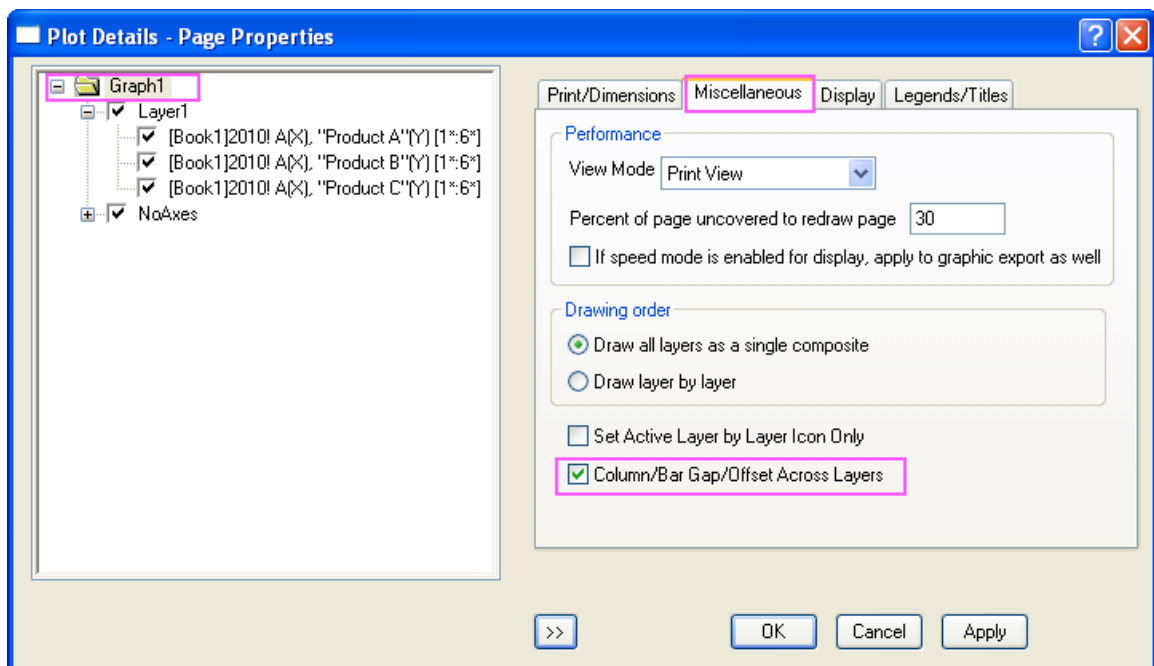 Plot Details - Page Properties
Graph1
Layer1
[Book1]2010! A(X), "Product A"(Y) [1*:6*]
[Book1]2010! A(X), "Product B"(Y) [1*:6*]
[Book1]2010! A(X), "Product C"(Y) [1*:6*]
NoAxes
Print/Dimensions Miscellaneous Display Legends/Titles
Performance
View Mode Print View
Percent of page uncovered to redraw page 30
If speed mode is enabled for display, apply to graphic export as well
Drawing order
Draw all layers as a single composite
Draw layer by layer
Set Active Layer by Layer Icon Only
Column/Bar Gap/Offset Across Layers
>> OK Cancel Apply